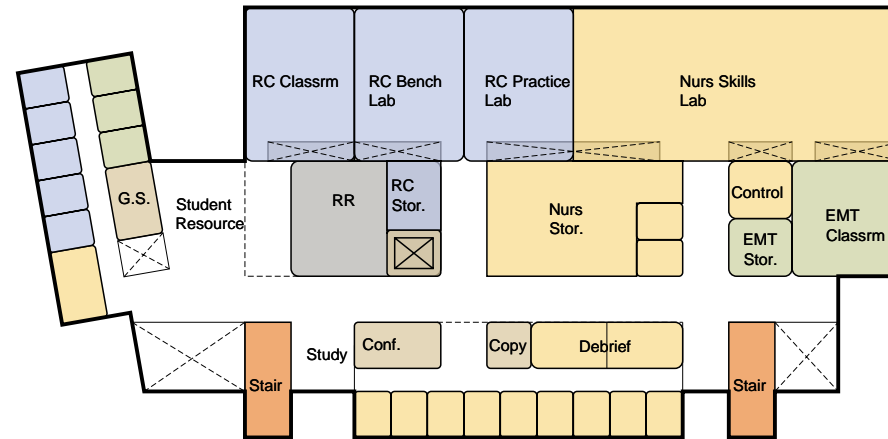 RC Classrm
RC Bench
Lab
RC Practice
Lab
Nurs Skills
Lab
G.S.
Student
Resource
RR
RC
Stor.
Nurs
Stor.
Control
EMT
Stor.
EMT
Classrm
Study
Conf.
Copy
Debrief
Stair
Stair